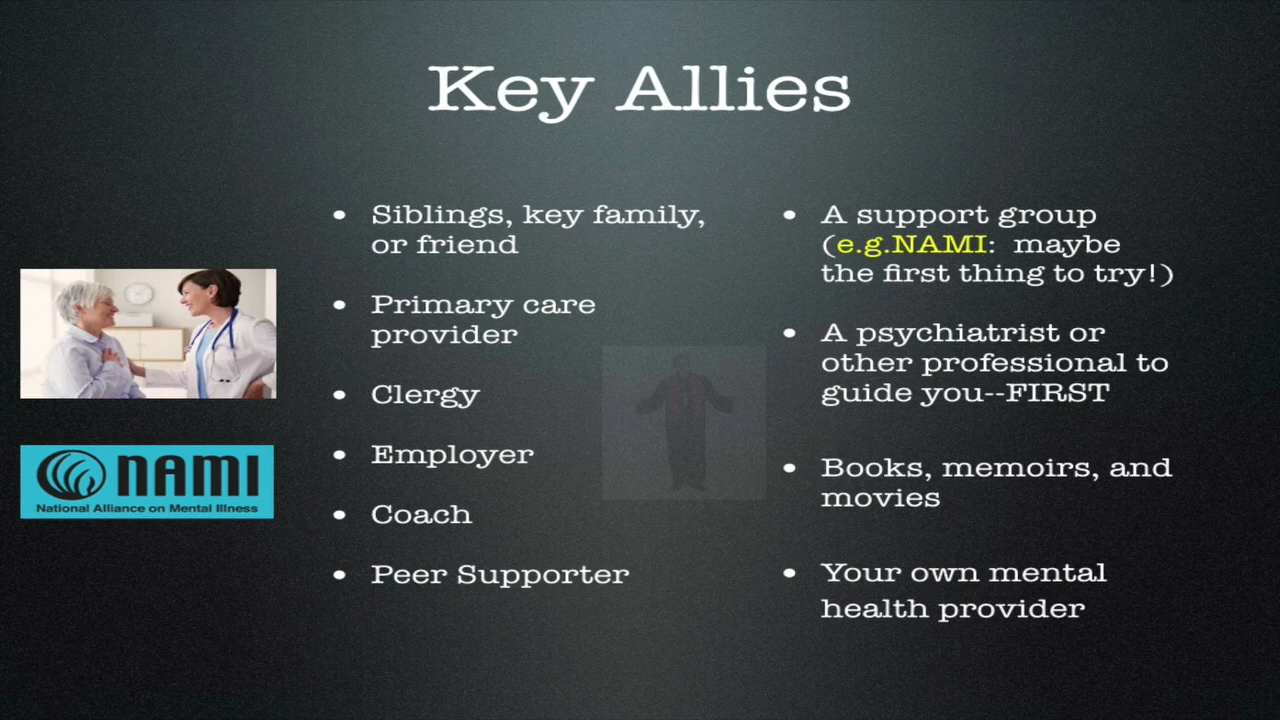 Key Allies
• Siblings, key family,
or friend
• Primary care
provider
• Clergy
• Employer
• Coach
• Peer Supporter
• A support group
(e.g.NAMI:  maybe
the first thing to try!)
• A psychiatrist or
other professional to
guide you--FIRST
• Books, memoirs, and
movies
• Your own mental
health provider
NAMI
National Alliance on Mental Illness